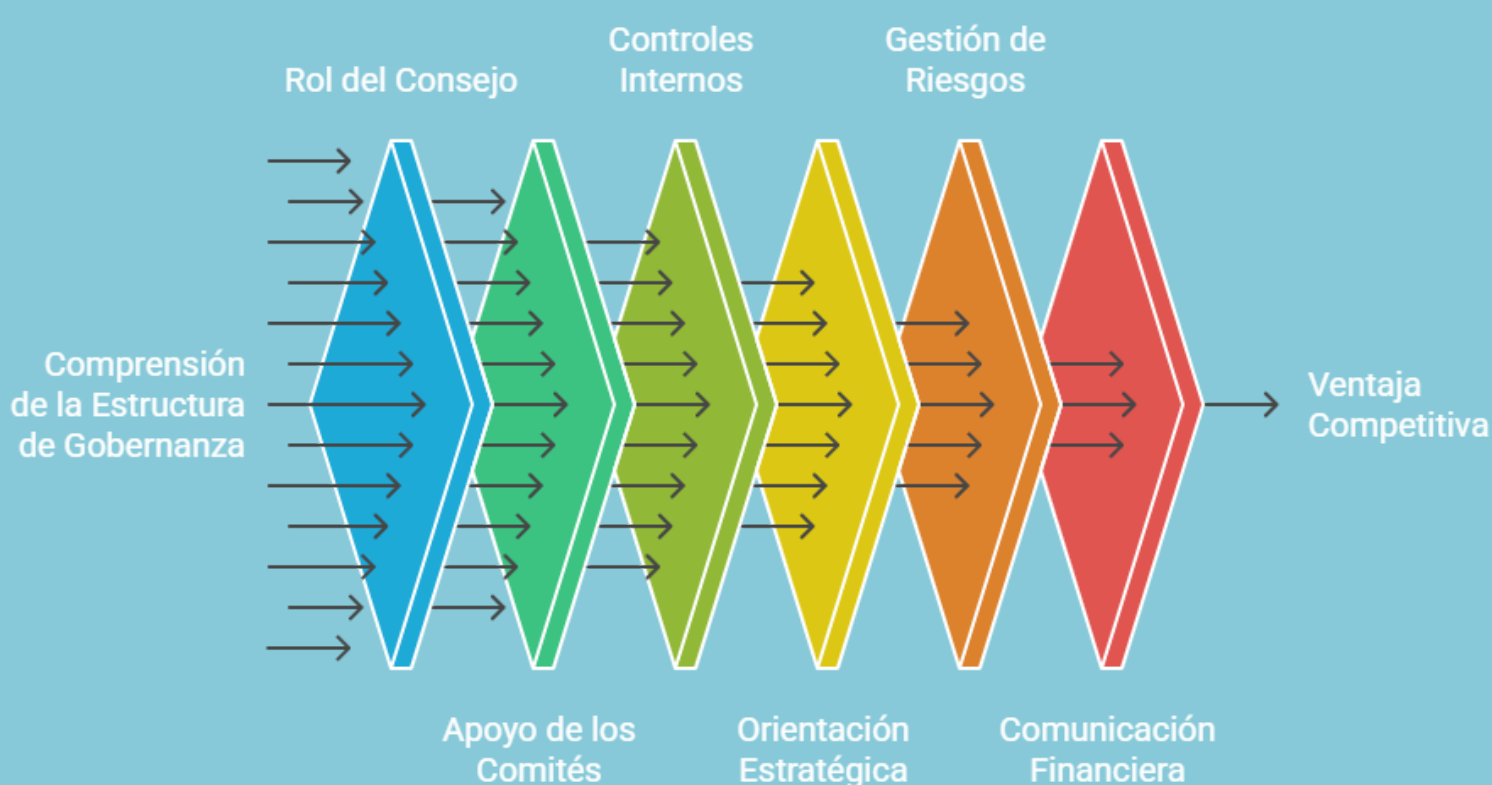 Rol del Consejo
Controles
Internos
Gestión de
Riesgos
Comprensión
de la Estructura
de Gobernanza
Ventaja
Competitiva
Apoyo de los
Comités
Orientación
Estratégica
Comunicación
Financiera